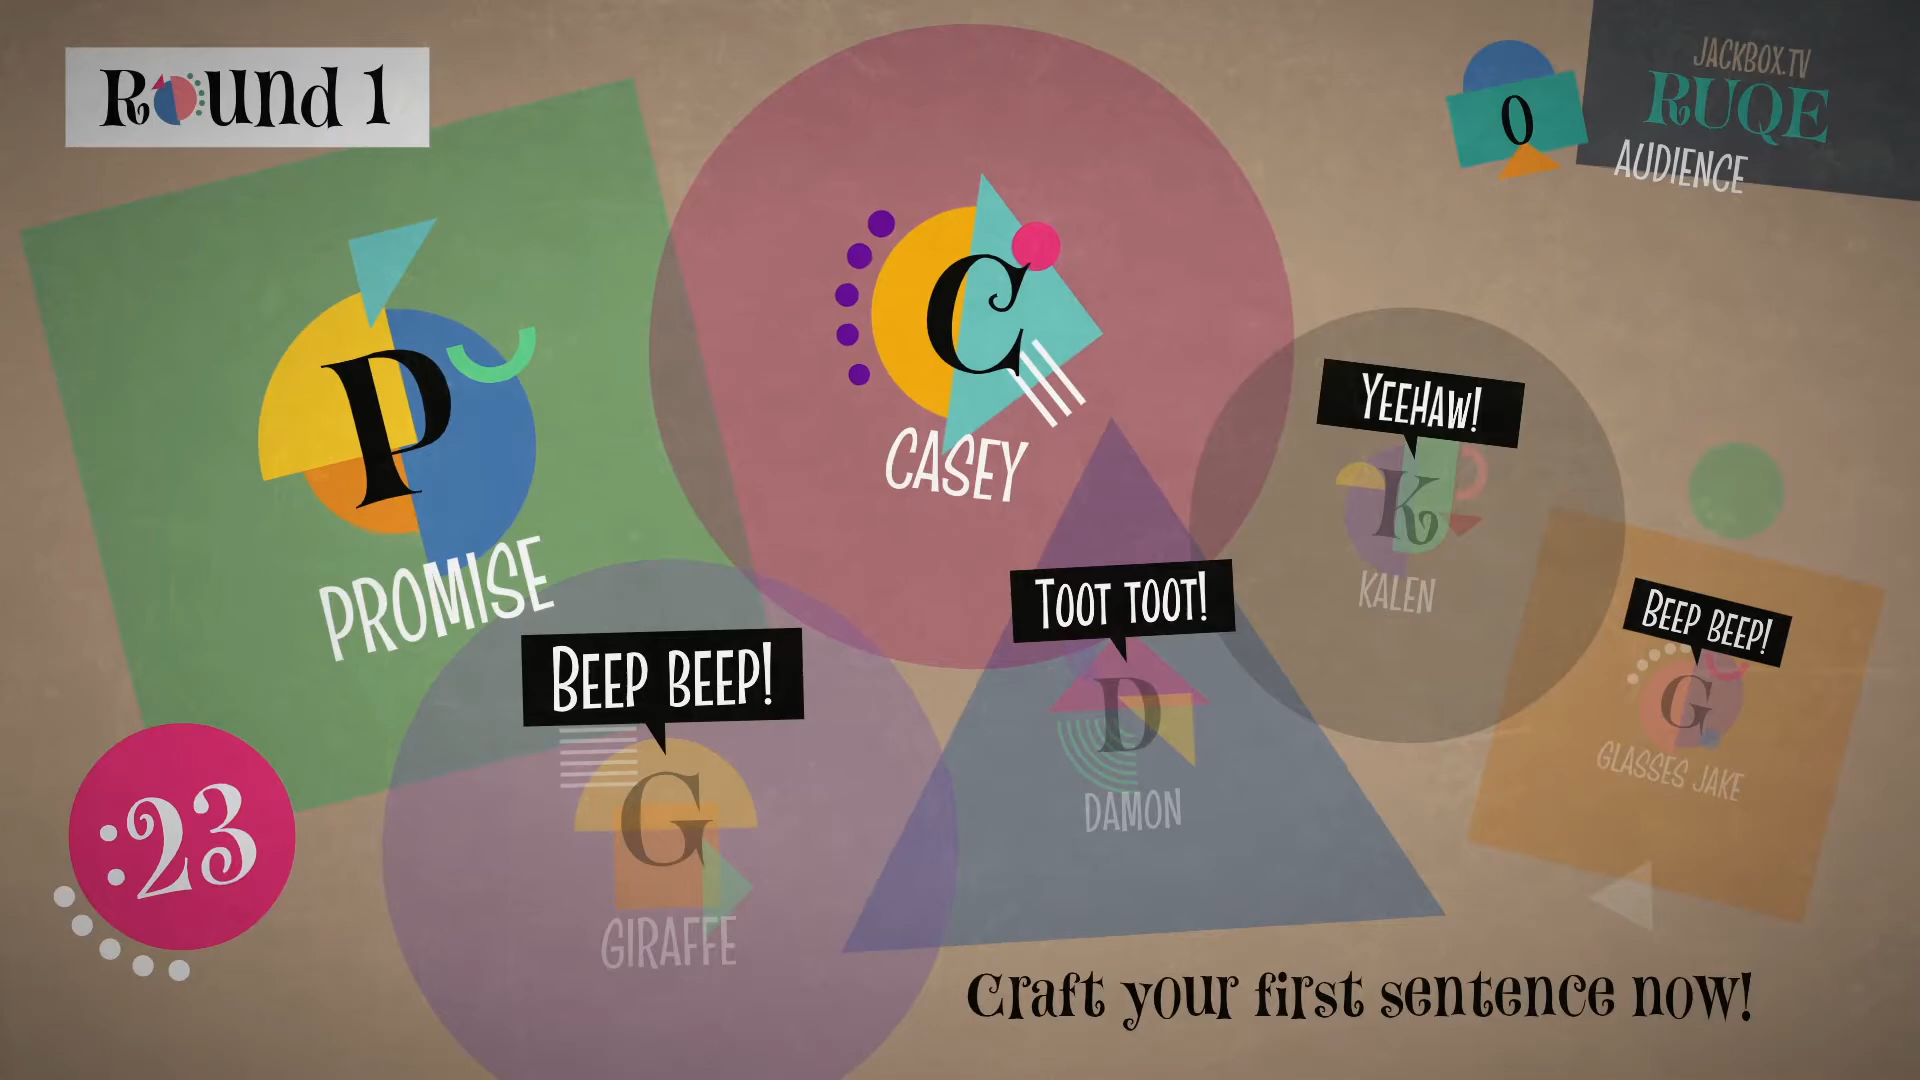 Round 1
JACKBOX.TV
RUQE
0
AUDIENCE
P
PROMISE
C
CASEY
YEEHAW!
K
KALEN
BEEP BEEP!
G
GIRAFFE
TOOT TOOT!
D
DAMON
BEEP BEEP!
G
GLASSES JAKE
:23
Craft your first sentence now!